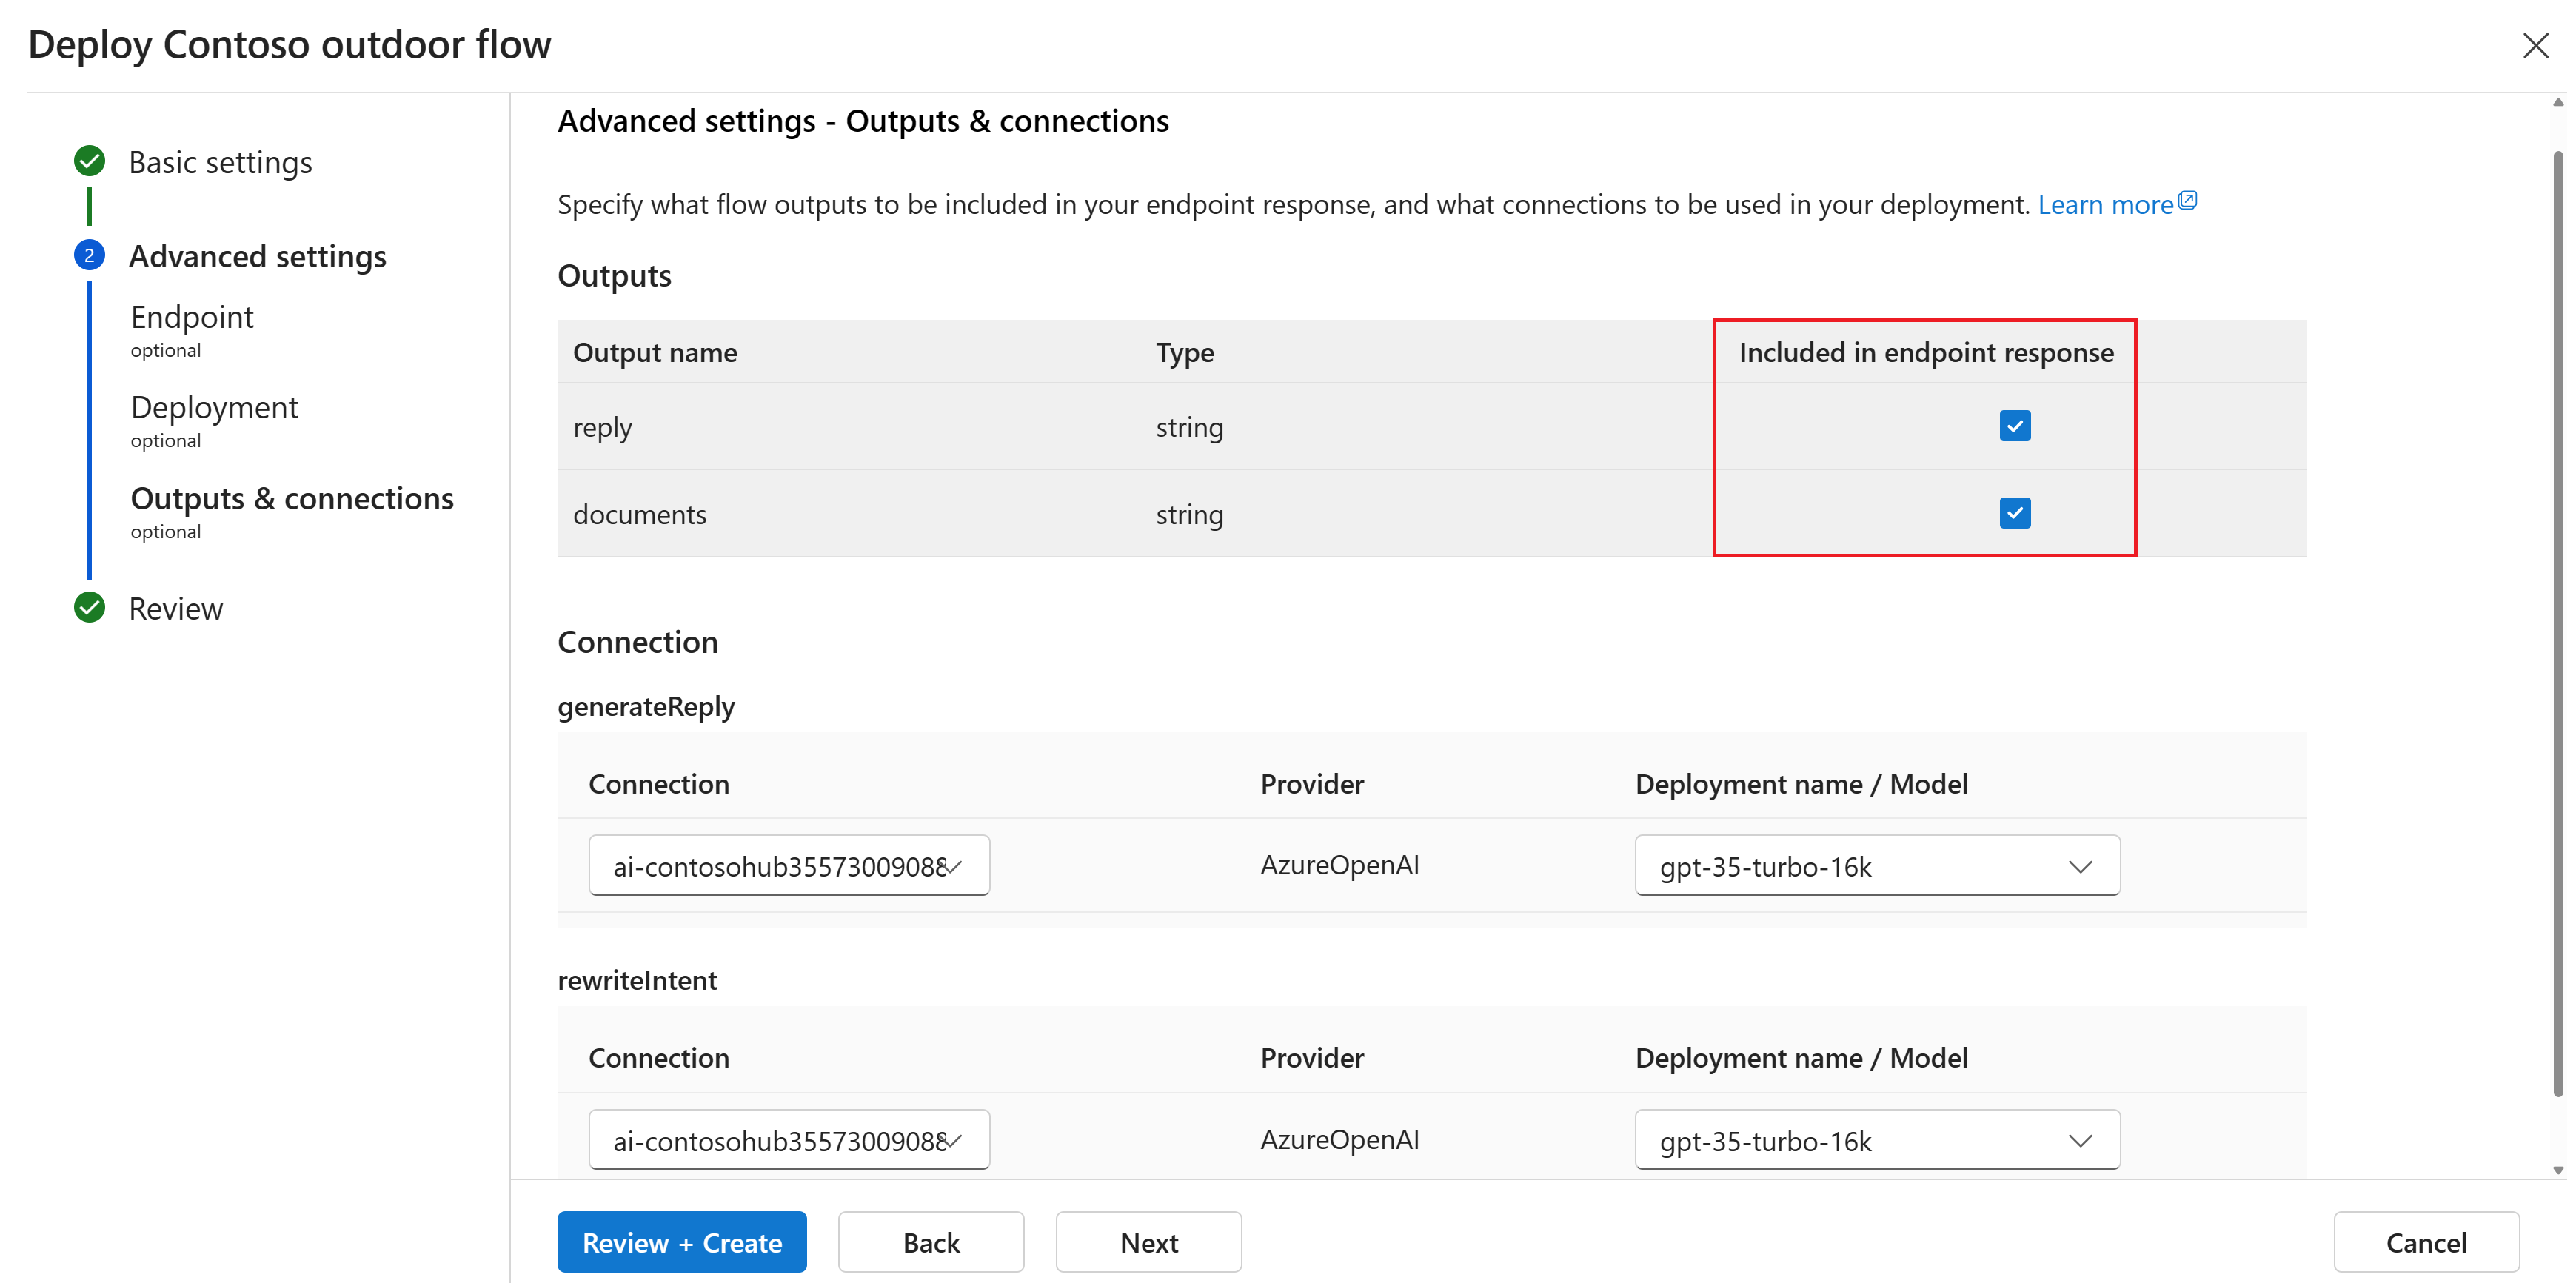 Deploy Contoso outdoor flow
Basic settings
2 Advanced settings
Endpoint
optional
Deployment
optional
Outputs & connections
optional
Review
Advanced settings - Outputs & connections
Specify what flow outputs to be included in your endpoint response, and what connections to be used in your deployment. Learn more
Outputs
Output name Type Included in endpoint response
reply string
documents string
Connection
generateReply
Connection Provider Deployment name / Model
ai-contosohub35573009088 AzureOpenAI gpt-35-turbo-16k
rewriteIntent
Connection Provider Deployment name / Model
ai-contosohub35573009088 AzureOpenAI gpt-35-turbo-16k
Review + Create Back Next Cancel